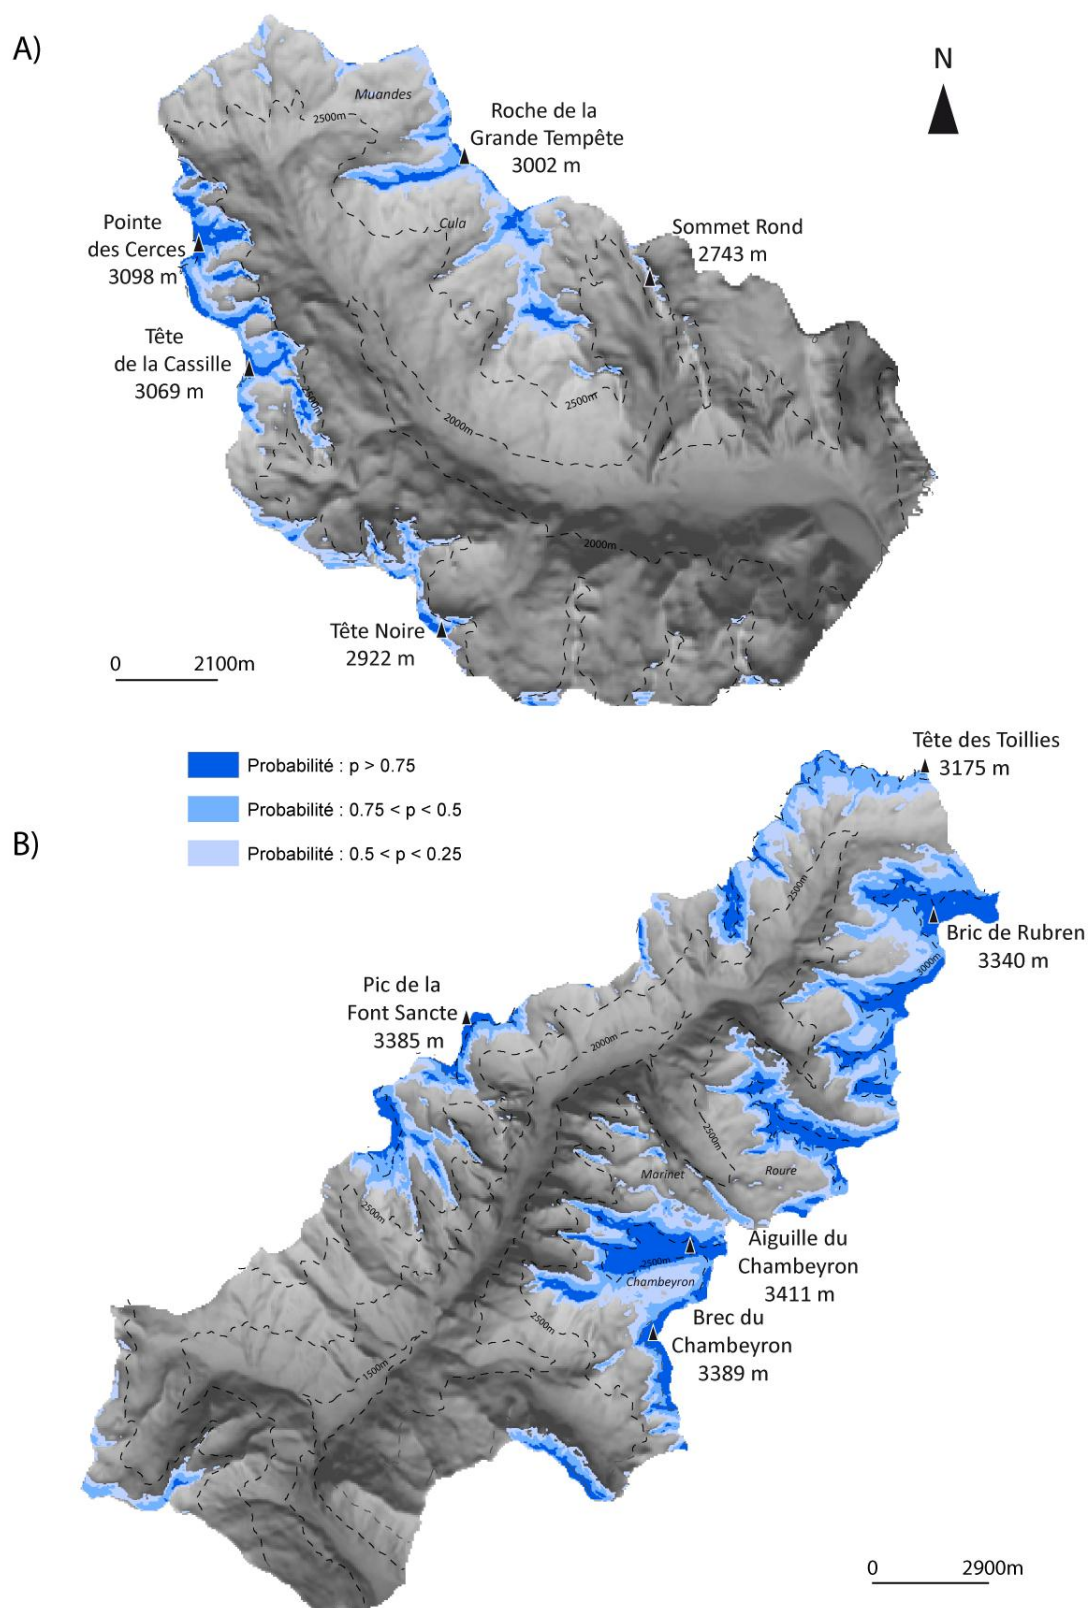 A)
N
Muandes
2500m
Roche de la
Grande Tempête
3002 m
Cula
Pointe
des Cerces
3098 m
Sommet Rond
2743 m
Tête
de la Cassille
3069 m
2500m
2000m
2500m
2000m
Tête Noire
2922 m
0 2100m
Probabilité : p > 0.75
Probabilité : 0.75 < p < 0.5
Probabilité : 0.5 < p < 0.25
B)
Tête des Toillies
3175 m
2500m
Bric de Rubren
3340 m
3000m
Pic de la
Font Sancte
3385 m
2000m
2500m
Marinet
Roure
2500m
Aiguille du
Chambeyron
3411 m
2500m
Chambeyron
2500m
Brec du
Chambeyron
3389 m
1500m
0 2900m